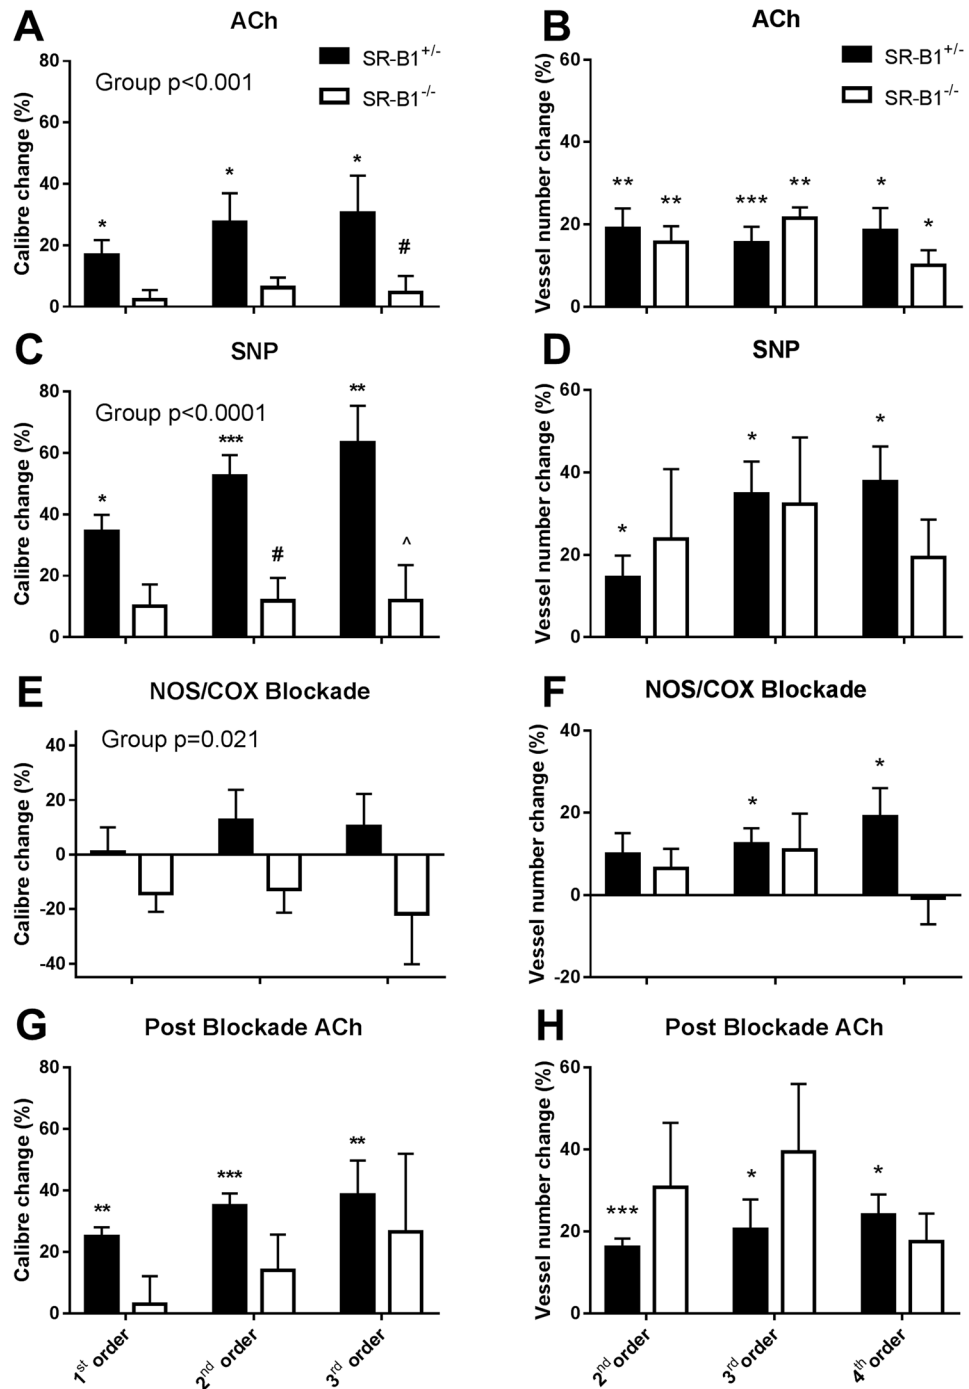 A
ACh
Calibre change (%)
80
60
40
20
0
Group p<0.001
SR-B1+/-
SR-B1-/-
*
*
*
#
B
ACh
Vessel number change (%)
60
40
20
0
SR-B1+/-
SR-B1-/-
**
**
***
**
*
*
C
SNP
Calibre change (%)
80
60
40
20
0
Group p<0.0001
*
***
#
**
^
D
SNP
Vessel number change (%)
60
40
20
0
*
*
*
E
NOS/COX Blockade
Calibre change (%)
40
20
0
-20
-40
Group p=0.021
F
NOS/COX Blockade
Vessel number change (%)
40
20
0
-20
*
*
G
Post Blockade ACh
Calibre change (%)
80
60
40
20
0
**
***
**
1st order
2nd order
3rd order
H
Post Blockade ACh
Vessel number change (%)
60
40
20
0
***
*
*
2nd order
3rd order
4th order